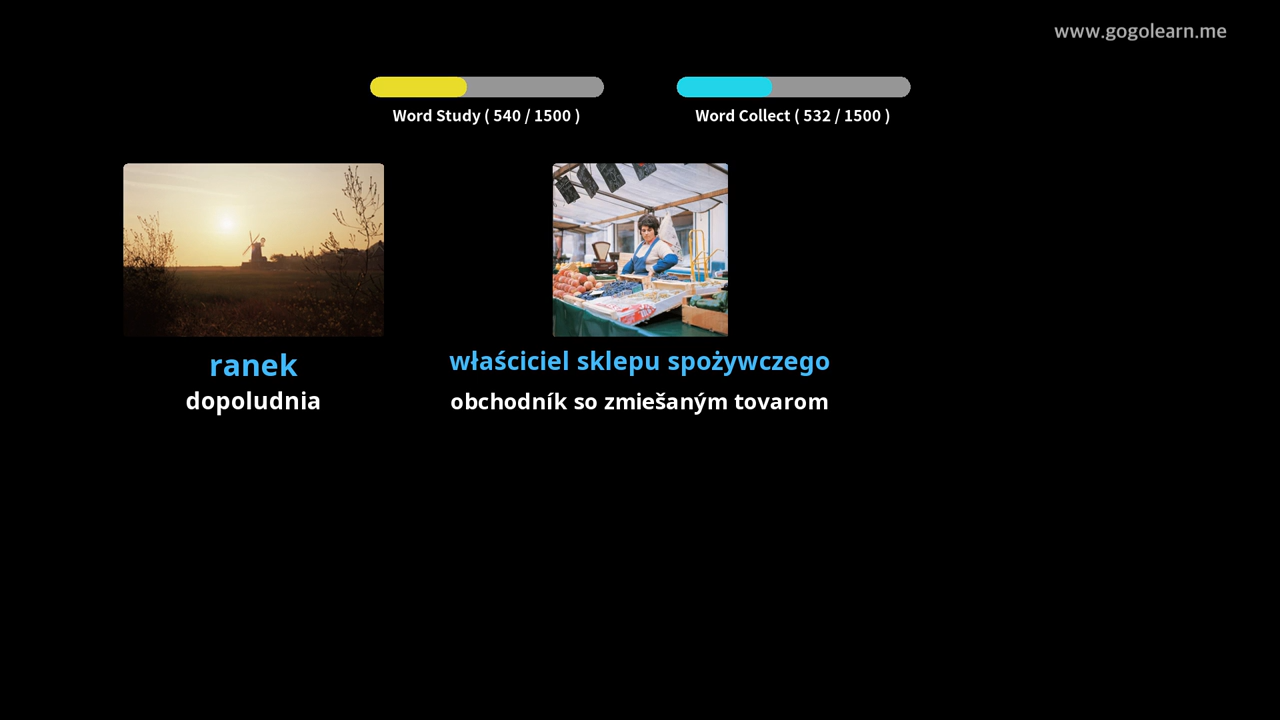 www.gogolearn.me
Word Study ( 540 / 1500 )
Word Collect ( 532 / 1500 )
ranek
dopoludnia
właściciel sklepu spożywczego
obchodník so zmiešaným tovarom